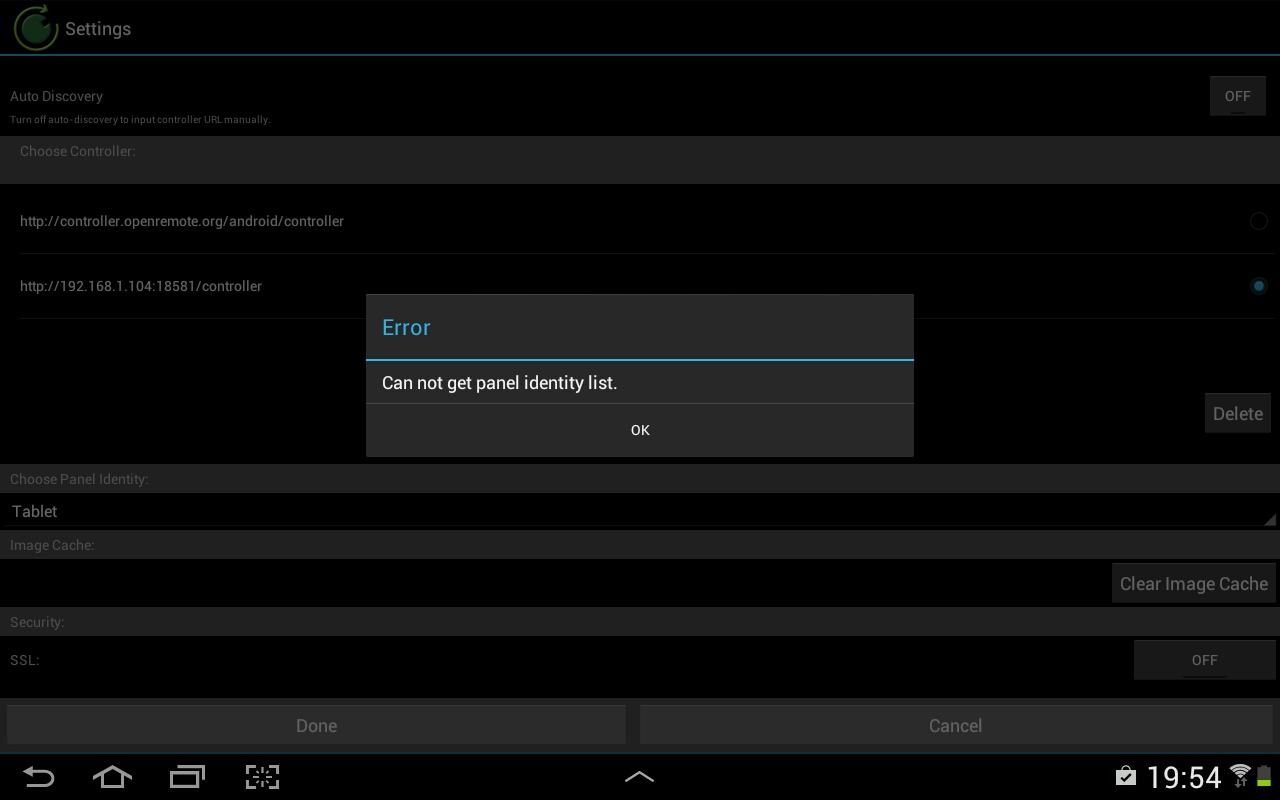 Settings
Auto Discovery
OFF
Turn off auto-discovery to input controller URL manually.
Choose Controller:
http://controller.openremote.org/android/controller
http://192.168.1.104:18581/controller
Error
Can not get panel identity list.
OK
Delete
Choose Panel Identity:
Tablet
Image Cache:
Clear Image Cache
Security:
SSL:
OFF
Done
Cancel
19:54